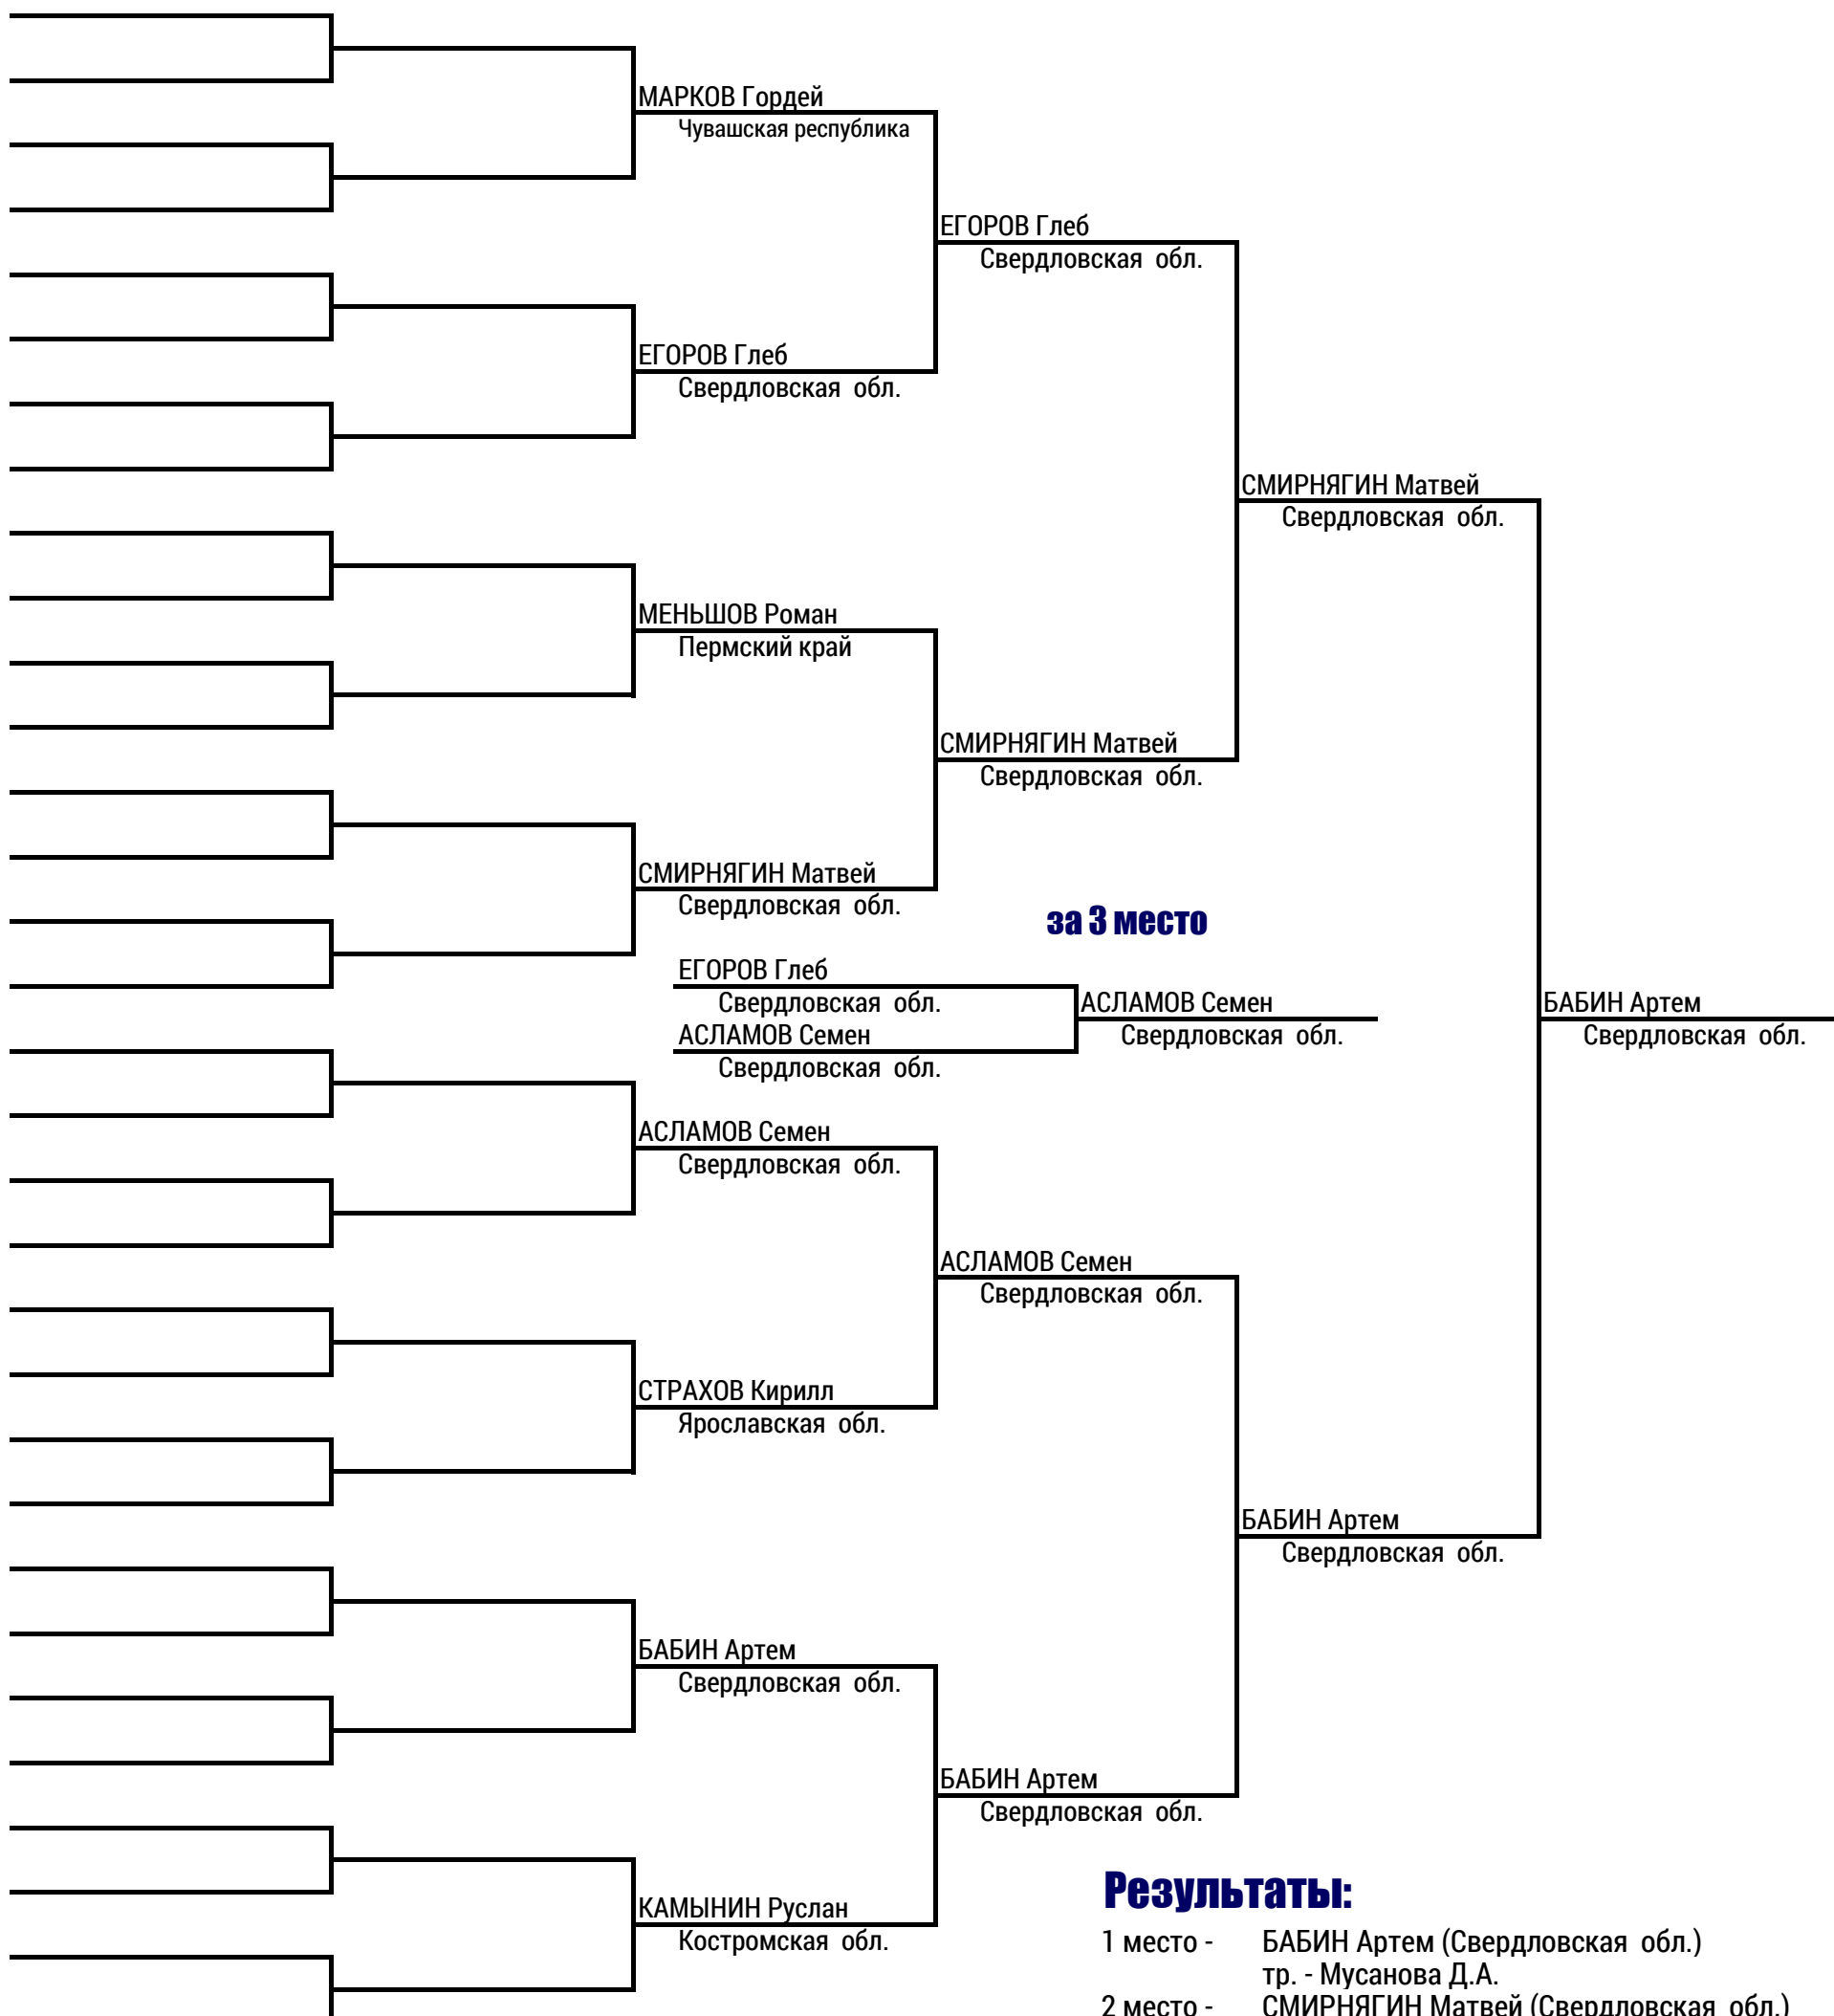 МАРКОВ Гордей
Чувашская республика
ЕГОРОВ Глеб
Свердловская обл.
ЕГОРОВ Глеб
Свердловская обл.
СМИРНЯГИН Матвей
Свердловская обл.
МЕНЬШОВ Роман
Пермский край
СМИРНЯГИН Матвей
Свердловская обл.
СМИРНЯГИН Матвей
Свердловская обл.
за 3 место
ЕГОРОВ Глеб
Свердловская обл.
АСЛАМОВ Семен
Свердловская обл.
АСЛАМОВ Семен
Свердловская обл.
БАБИН Артем
Свердловская обл.
АСЛАМОВ Семен
Свердловская обл.
АСЛАМОВ Семен
Свердловская обл.
СТРАХОВ Кирилл
Ярославская обл.
БАБИН Артем
Свердловская обл.
БАБИН Артем
Свердловская обл.
БАБИН Артем
Свердловская обл.
КАМЫНИН Руслан
Костромская обл.
Результаты:
1 место - БАБИН Артем (Свердловская обл.)
тр. - Мусанова Д.А.
2 место - СМИРНЯГИН Матвей (Свердловская обл.)